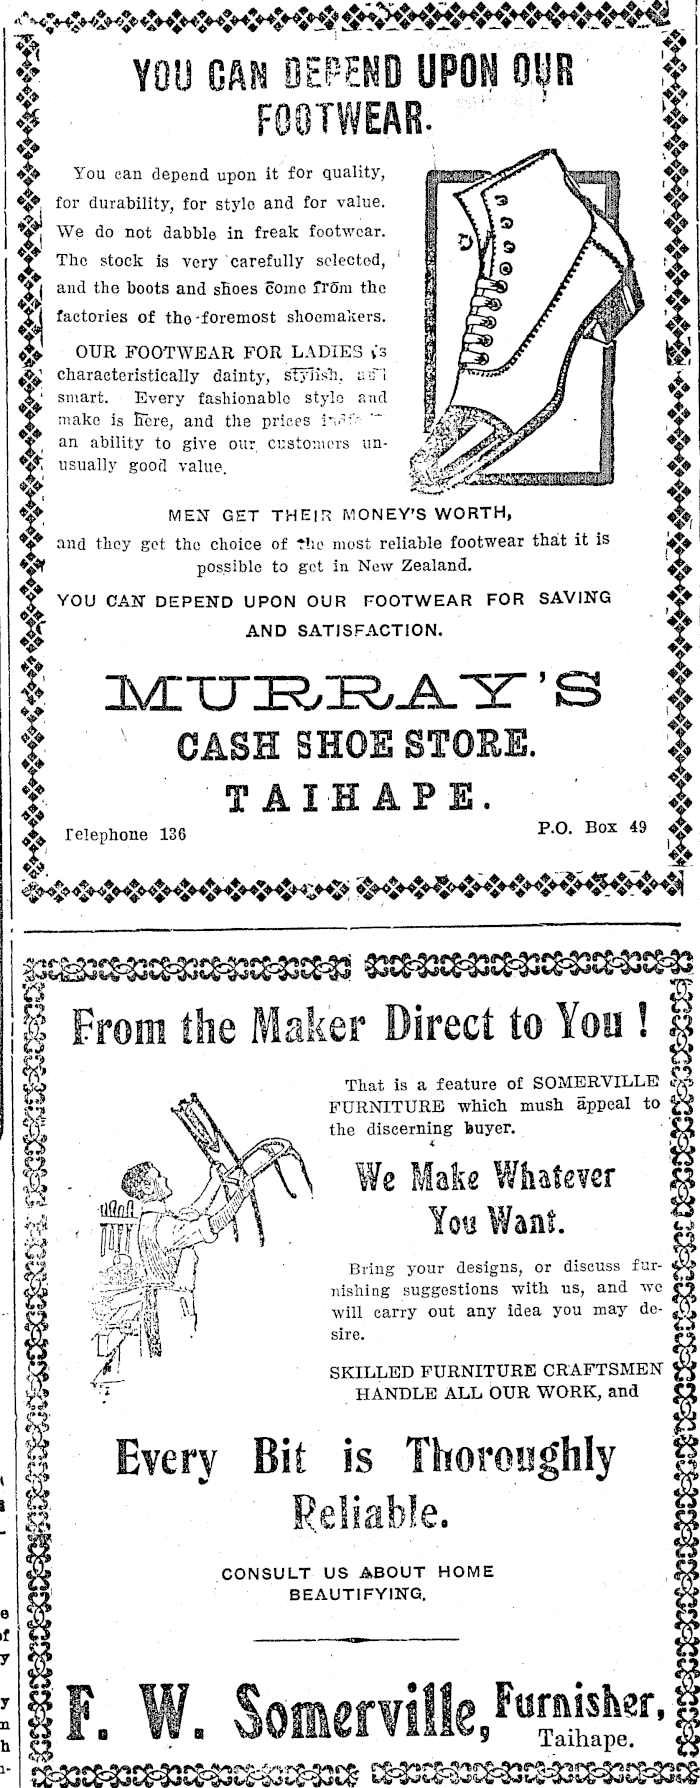 YOU CAN DEPEND UPON OUR
FOOTWEAR.
You can depend upon it for quality,
for durability, for style and for value.
We do not dabble in freak footwear.
The stock is very carefully selected,
and the boots and shoes come from the
factories of the foremost shoemakers.
OUR FOOTWEAR FOR LADIES is
characteristically dainty, stylish, and
smart. Every fashionable style and
make is here, and the prices
an ability to give our customers un-
usually good value.
MEN GET THEIR MONEY'S WORTH,
and they get the choice of the most reliable footwear that it is
possible to get in New Zealand.
YOU CAN DEPEND UPON OUR FOOTWEAR FOR SAVING
AND SATISFACTION.
MURRAY'S
CASH SHOE STORE.
TAIHAPE.
Telephone 136
P.O. Box 49
From the Maker Direct to You !
That is a feature of SOMERVILLE
FURNITURE which mush appeal to
the discerning buyer.
We Make Whatever
You Want.
Bring your designs, or discuss fur-
nishing suggestions with us, and we
will carry out any idea you may de-
sire.
SKILLED FURNITURE CRAFTSMEN
HANDLE ALL OUR WORK, and
Every Bit is Thoroughly
Reliable.
CONSULT US ABOUT HOME
BEAUTIFYING.
F. W. Somerville, Furnisher,
Taihape.